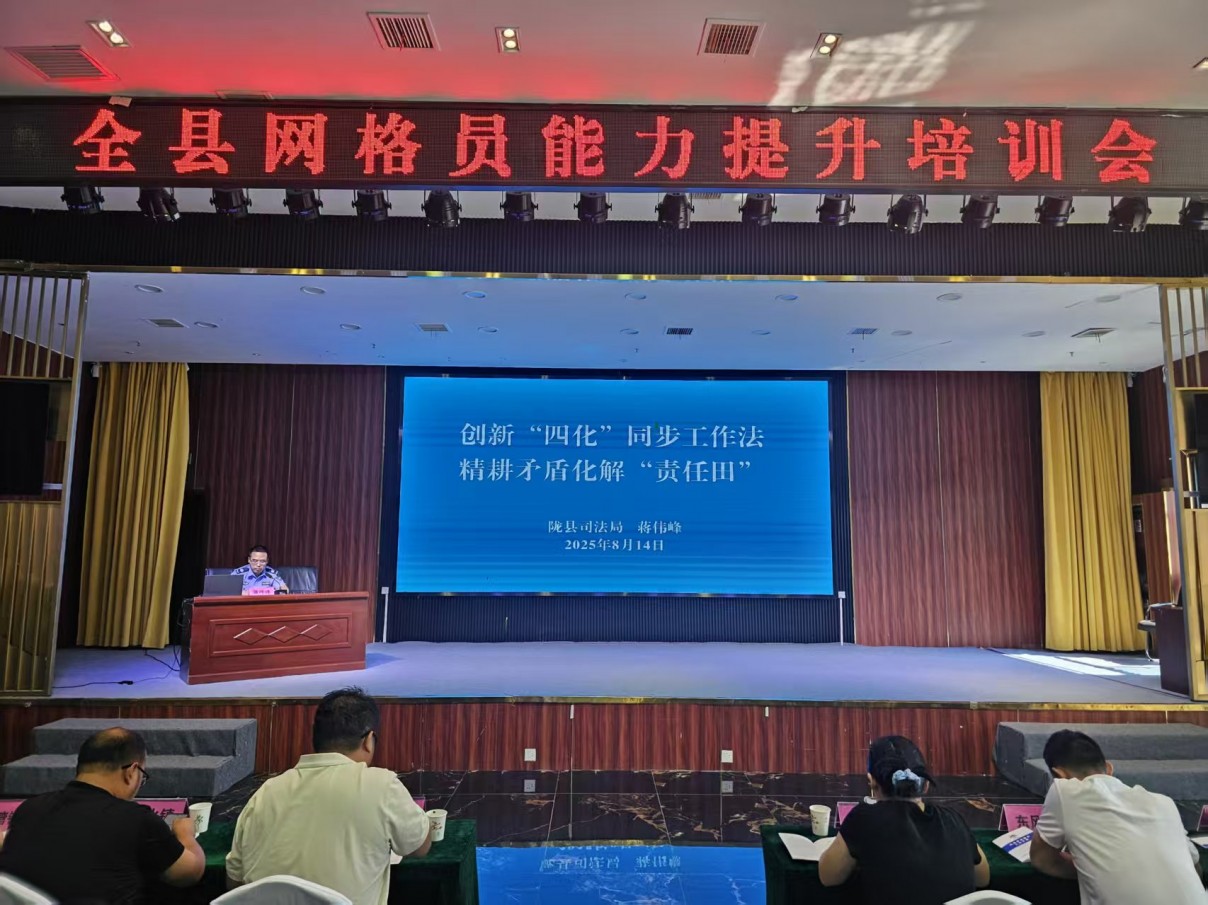 全县网格员能力提升培训会
创新“四化”同步工作法
精耕矛盾化解“责任田”
陇县司法局 蒋伟峰
2025年8月14日